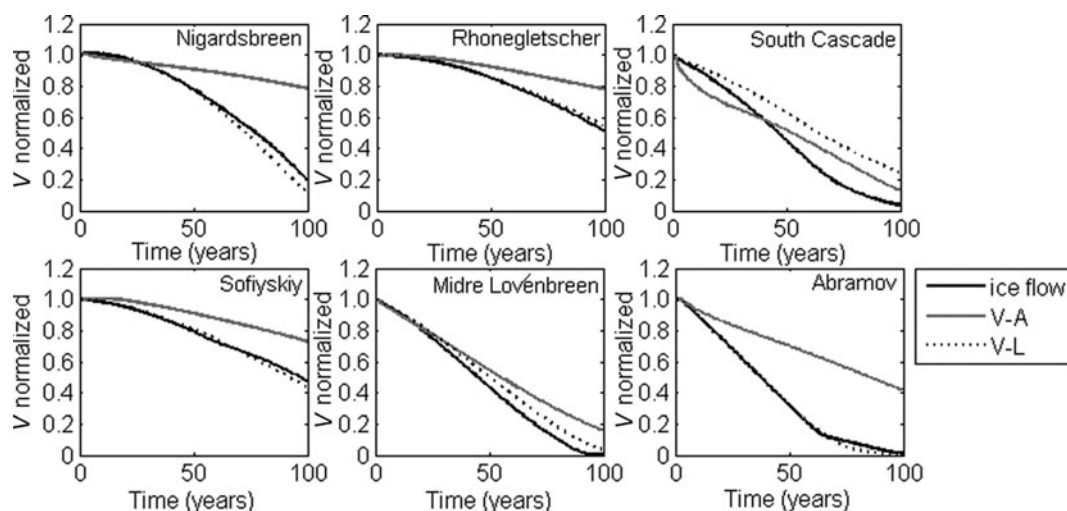 Nigardsbreen
V normalized
1.2
1.0
0.8
0.6
0.4
0.2
0
0
50
100
Time (years)
Rhonegletscher
V normalized
1.2
1.0
0.8
0.6
0.4
0.2
0
0
50
100
Time (years)
South Cascade
V normalized
1.2
1.0
0.8
0.6
0.4
0.2
0
0
50
100
Time (years)
Sofiyskiy
V normalized
1.2
1.0
0.8
0.6
0.4
0.2
0
0
50
100
Time (years)
Midre Lovénbreen
V normalized
1.2
1.0
0.8
0.6
0.4
0.2
0
0
50
100
Time (years)
Abramov
V normalized
1.2
1.0
0.8
0.6
0.4
0.2
0
0
50
100
Time (years)
ice flow
V-A
V-L